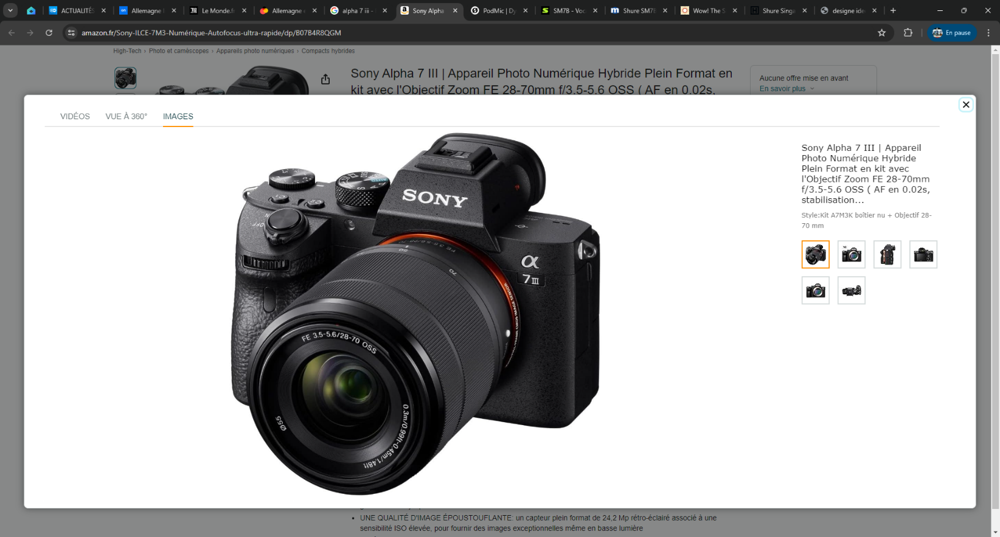 ACTUALITÉS
Allemagne
Le Monde.fr
Allemagne
alpha 7 iii -
Sony Alpha
PodMic | Dy
SM7B - Voc
Shure SM7B
Wow! The S
Shure Singa
designe ide
amazon.fr/Sony-ILCE-7M3-Numérique-Autofocus-ultra-rapide/dp/B07B4R8QGM
En pause
High-Tech › Photo et caméscopes › Appareils photo numériques › Compacts hybrides
Sony Alpha 7 III | Appareil Photo Numérique Hybride Plein Format en
kit avec l'Objectif Zoom FE 28-70mm f/3.5-5.6 OSS ( AF en 0.02s,
Aucune offre mise en avant
En savoir plus
VIDÉOS
VUE À 360°
IMAGES
Sony Alpha 7 III | Appareil
Photo Numérique Hybride
Plein Format en kit avec
l'Objectif Zoom FE 28-70mm
f/3.5-5.6 OSS ( AF en 0.02s,
stabilisation...
Style:Kit A7M3K boîtier nu + Objectif 28-
70 mm
SONY
C1
C2
OFF
AUTO
α
7III
50
70
FE 3.5-5.6/28-70 OSS
0.3m/0.99ft-0.45m/1.48ft
Ø55
UNE QUALITÉ D'IMAGE ÉPOUSTOUFLANTE: un capteur plein format de 24,2 Mp rétro-éclairé associé à une
sensibilité ISO élevée, pour fournir des images exceptionnelles même en basse lumière